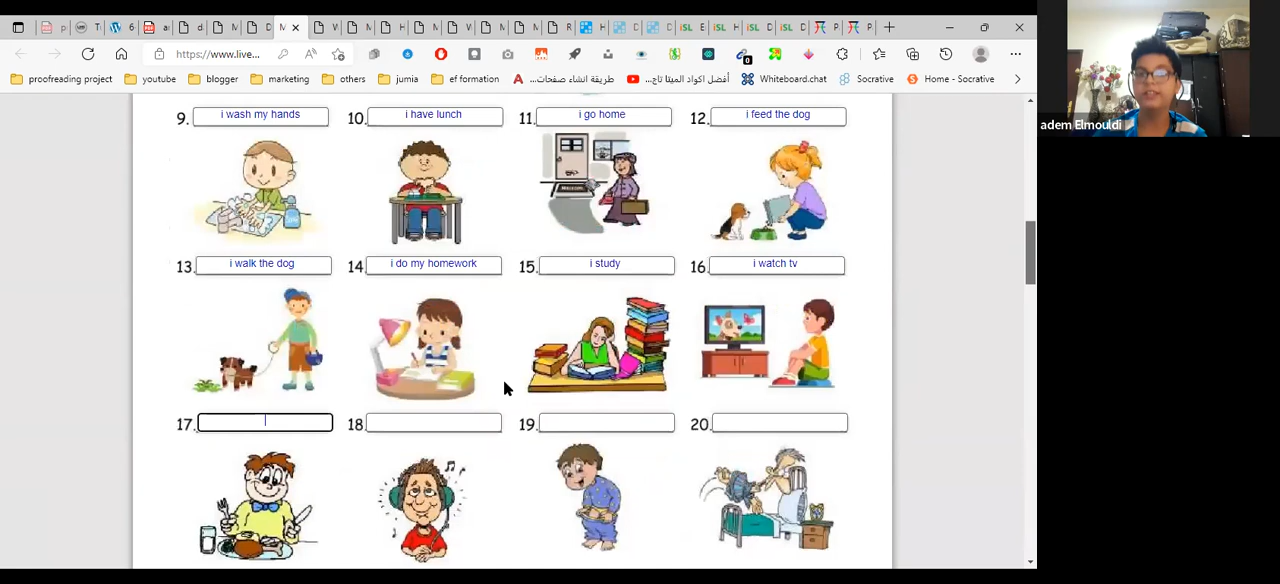 https://www.live...
proofreading project
youtube
blogger
marketing
others
jumia
ef formation
طريقة انشاء صفحات...
أفضل اكواد الميتا تاج...
Whiteboard.chat
Socrative
Home - Socrative
adem Elmouldi
9. i wash my hands
10. i have lunch
11. i go home
12. i feed the dog
13. i walk the dog
14. i do my homework
15. i study
16. i watch tv
17.
18.
19.
20.